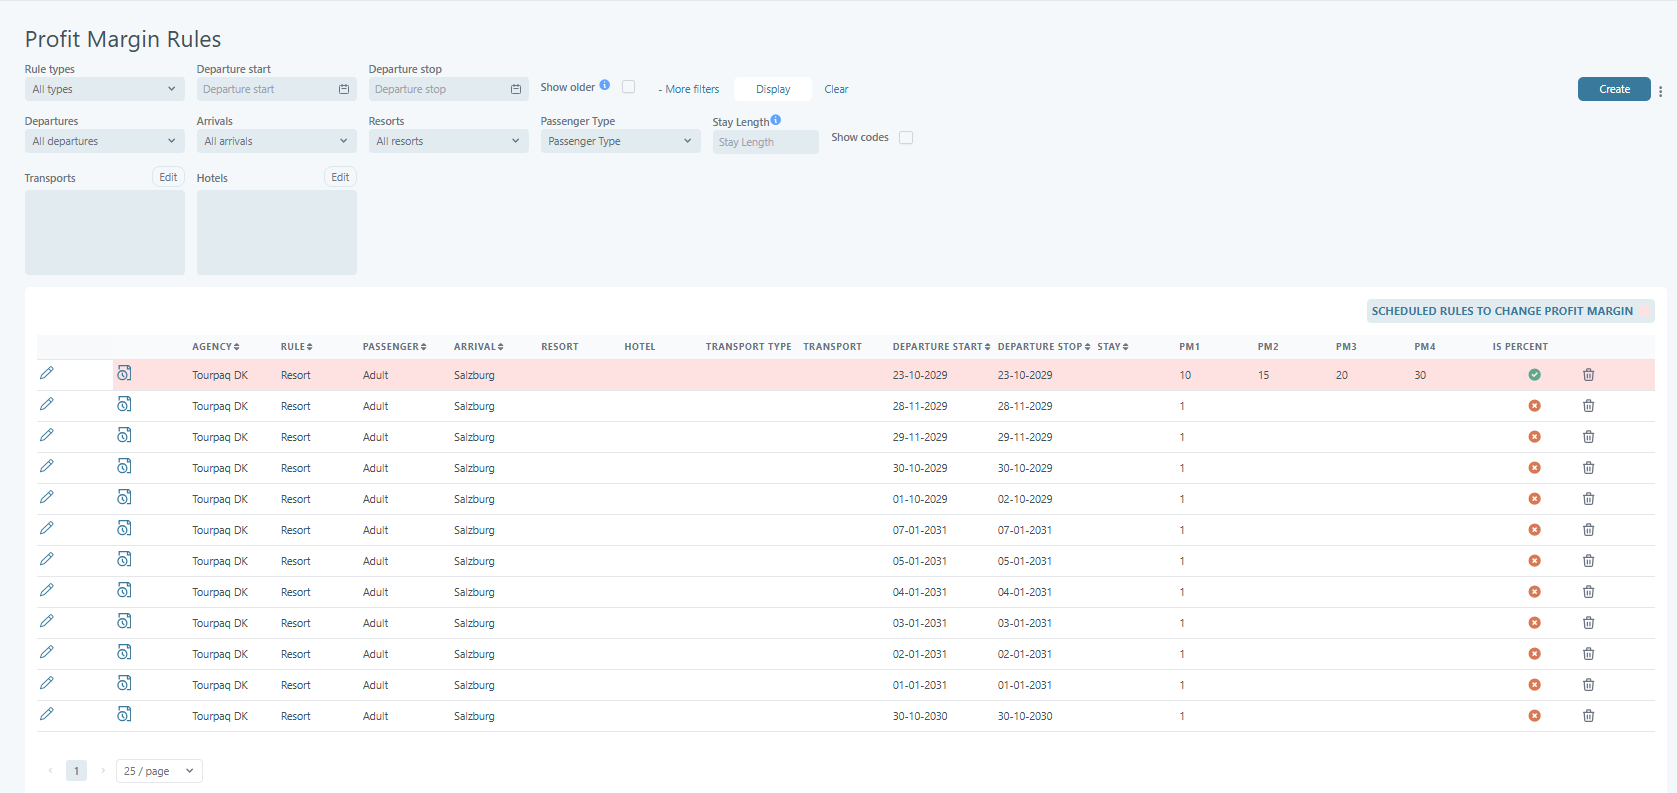 Profit Margin Rules
Rule types
Departure start
Departure stop
All types
Departure start
Departure stop
Show older
- More filters
Display
Clear
Create
Departures
Arrivals
Resorts
Passenger Type
Stay Length
All departures
All arrivals
All resorts
Passenger Type
Stay Length
Show codes
Transports
Edit
Hotels
Edit
SCHEDULED RULES TO CHANGE PROFIT MARGIN
AGENCY RULE PASSENGER ARRIVAL RESORT HOTEL TRANSPORT TYPE TRANSPORT DEPARTURE START DEPARTURE STOP STAY PM1 PM2 PM3 PM4 IS PERCENT
Tourpaq DK Resort Adult Salzburg 23-10-2029 23-10-2029 10 15 20 30
Tourpaq DK Resort Adult Salzburg 28-11-2029 28-11-2029 1
Tourpaq DK Resort Adult Salzburg 29-11-2029 29-11-2029 1
Tourpaq DK Resort Adult Salzburg 30-10-2029 30-10-2029 1
Tourpaq DK Resort Adult Salzburg 01-10-2029 02-10-2029 1
Tourpaq DK Resort Adult Salzburg 07-01-2031 07-01-2031 1
Tourpaq DK Resort Adult Salzburg 05-01-2031 05-01-2031 1
Tourpaq DK Resort Adult Salzburg 04-01-2031 04-01-2031 1
Tourpaq DK Resort Adult Salzburg 03-01-2031 03-01-2031 1
Tourpaq DK Resort Adult Salzburg 02-01-2031 02-01-2031 1
Tourpaq DK Resort Adult Salzburg 01-01-2031 01-01-2031 1
Tourpaq DK Resort Adult Salzburg 30-10-2030 30-10-2030 1
1
25 / page